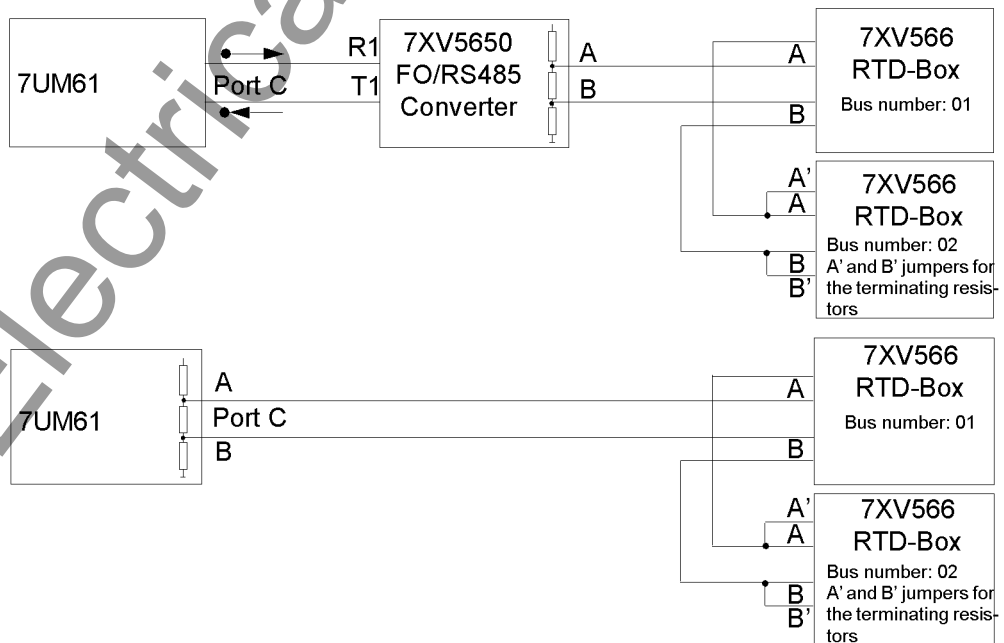 7UM61
Port C
R1
T1
7XV5650
FO/RS485
Converter
A
B
A
B
7XV566
RTD-Box
Bus number: 01
A’
A
B
B’
7XV566
RTD-Box
Bus number: 02
A’ and B’ jumpers for
the terminating resis-
tors
7UM61
A
Port C
B
A
B
7XV566
RTD-Box
Bus number: 01
A’
A
B
B’
7XV566
RTD-Box
Bus number: 02
A’ and B’ jumpers for
the terminating resis-
tors
Electrica